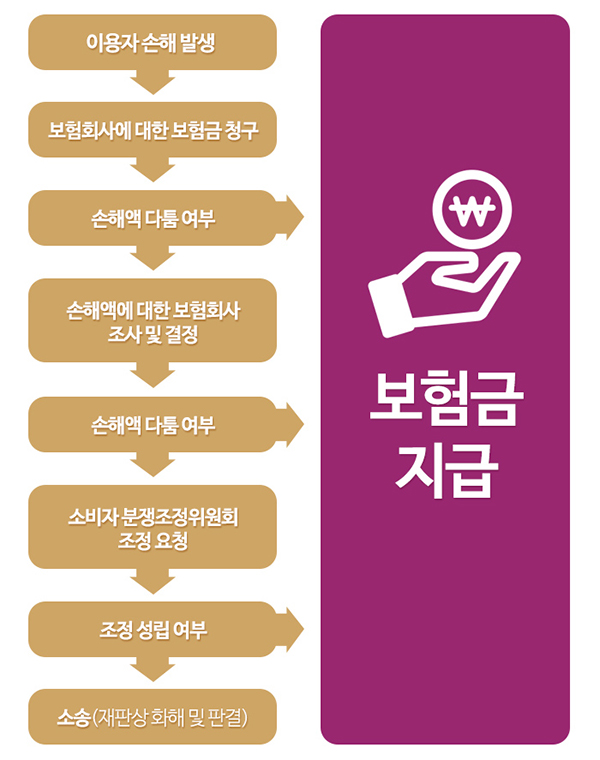 이용자 손해 발생
보험회사에 대한 보험금 청구
손해액 다툼 여부
손해액에 대한 보험회사
조사 및 결정
손해액 다툼 여부
소비자 분쟁조정위원회
조정 요청
조정 성립 여부
소송(재판상 화해 및 판결)
₩
보험금
지급